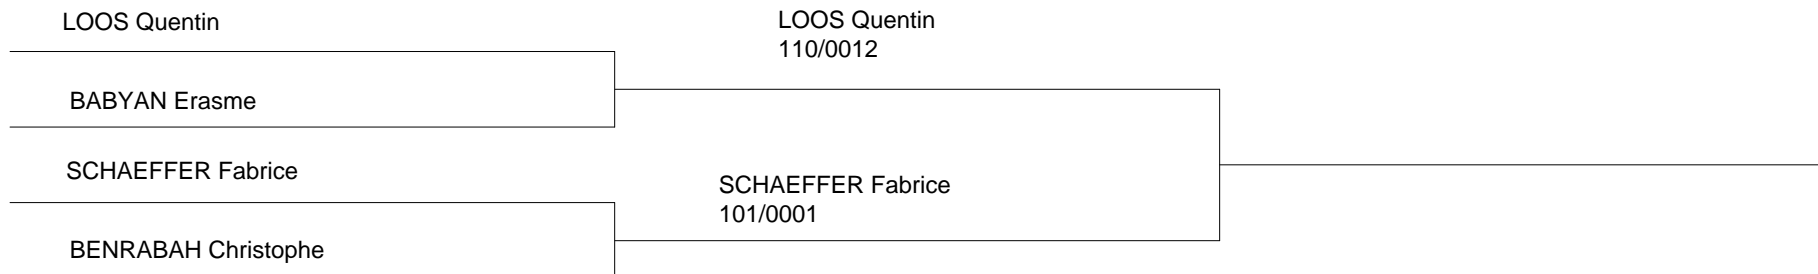 LOOS Quentin
BABYAN Erasme
SCHAEFFER Fabrice
BENRABAH Christophe
LOOS Quentin
110/0012
SCHAEFFER Fabrice
101/0001